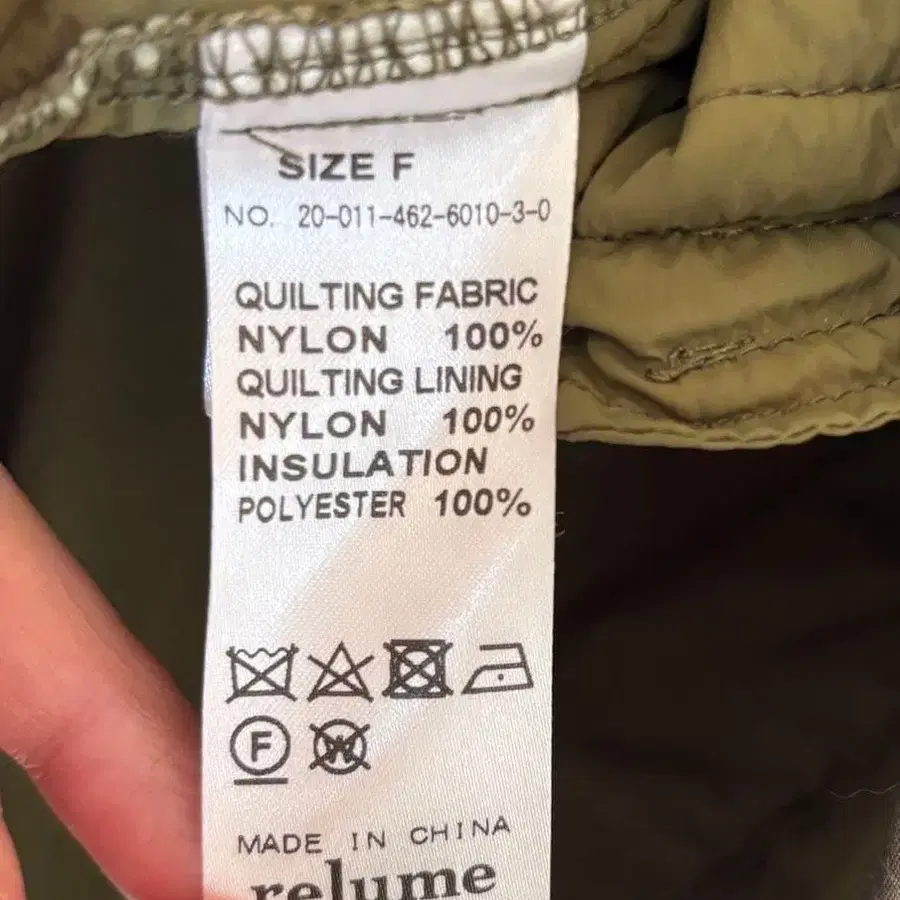 SIZE F
NO. 20-011-462-6010-3-0
QUILTING FABRIC
NYLON 100%
QUILTING LINING
NYLON 100%
INSULATION
POLYESTER 100%
F
W
MADE IN CHINA
relume